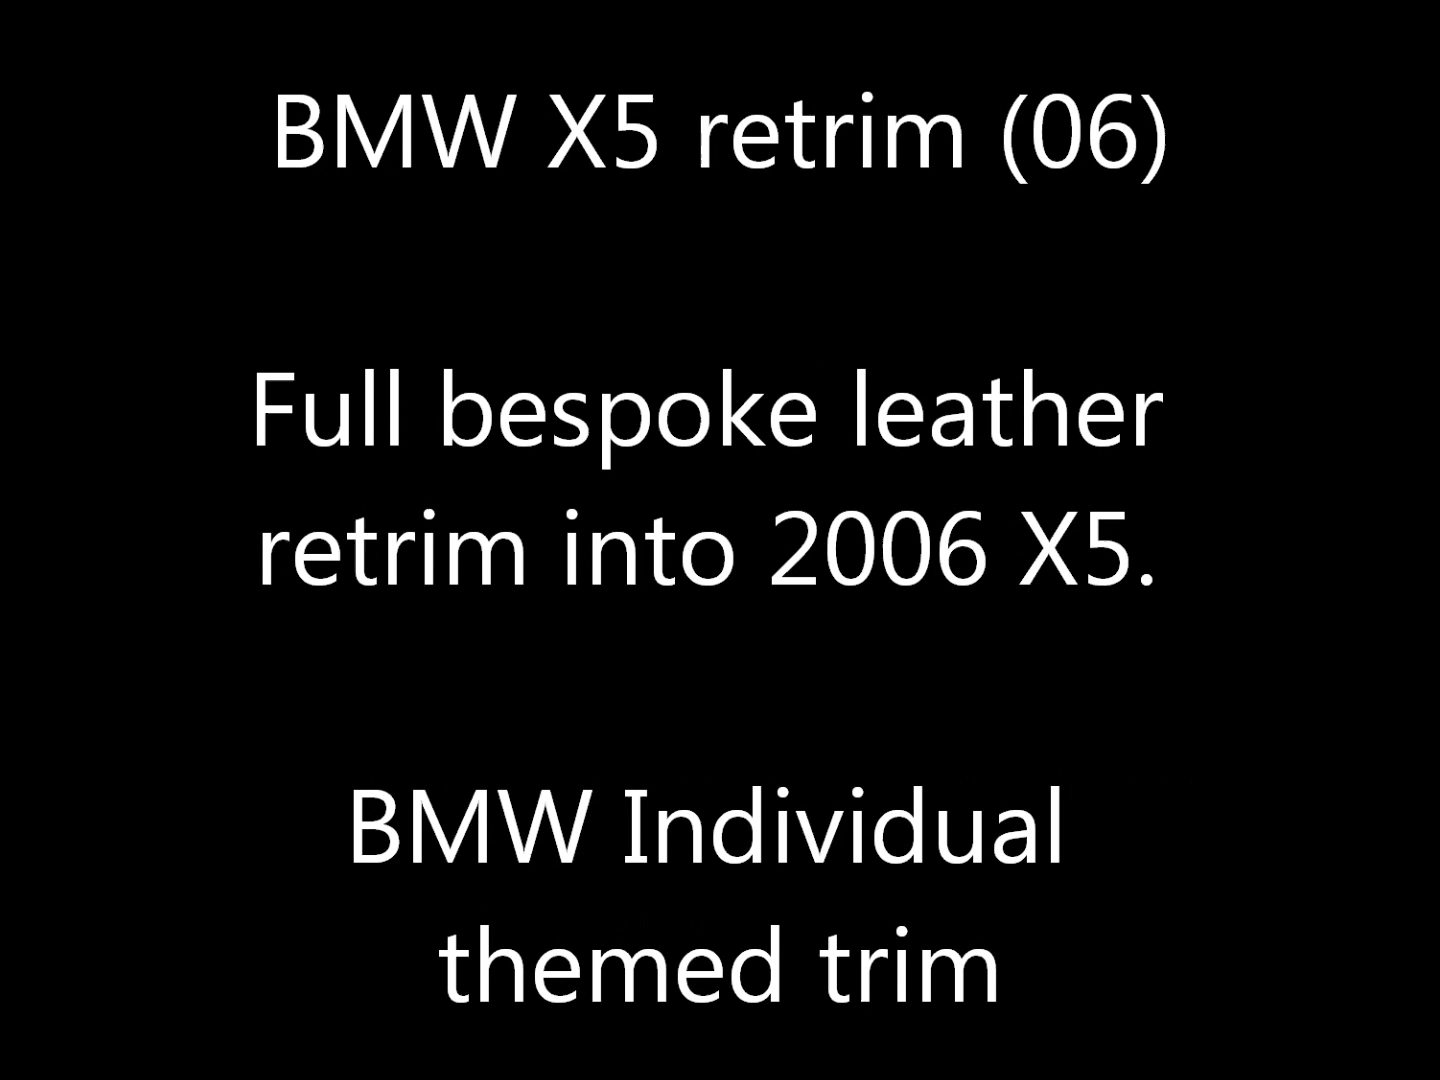 BMW X5 retrim (06)
Full bespoke leather
retrim into 2006 X5.
BMW Individual
themed trim